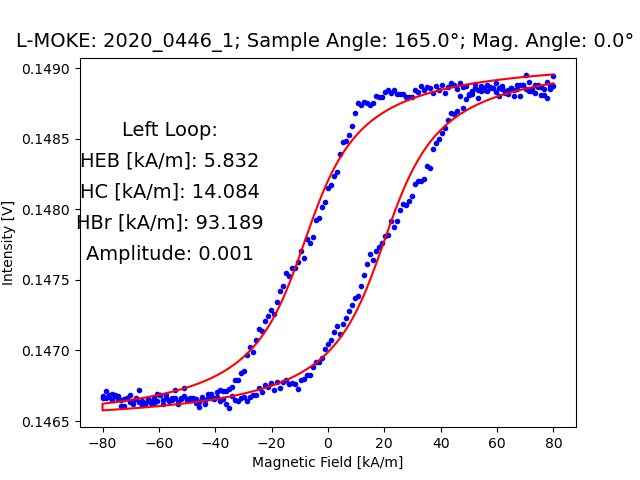 L-MOKE: 2020_0446_1; Sample Angle: 165.0°; Mag. Angle: 0.0°
0.1490
0.1485
0.1480
0.1475
0.1470
0.1465
Intensity [V]
Left Loop:
HEB [kA/m]: 5.832
HC [kA/m]: 14.084
HBr [kA/m]: 93.189
Amplitude: 0.001
−80 −60 −40 −20 0 20 40 60 80
Magnetic Field [kA/m]